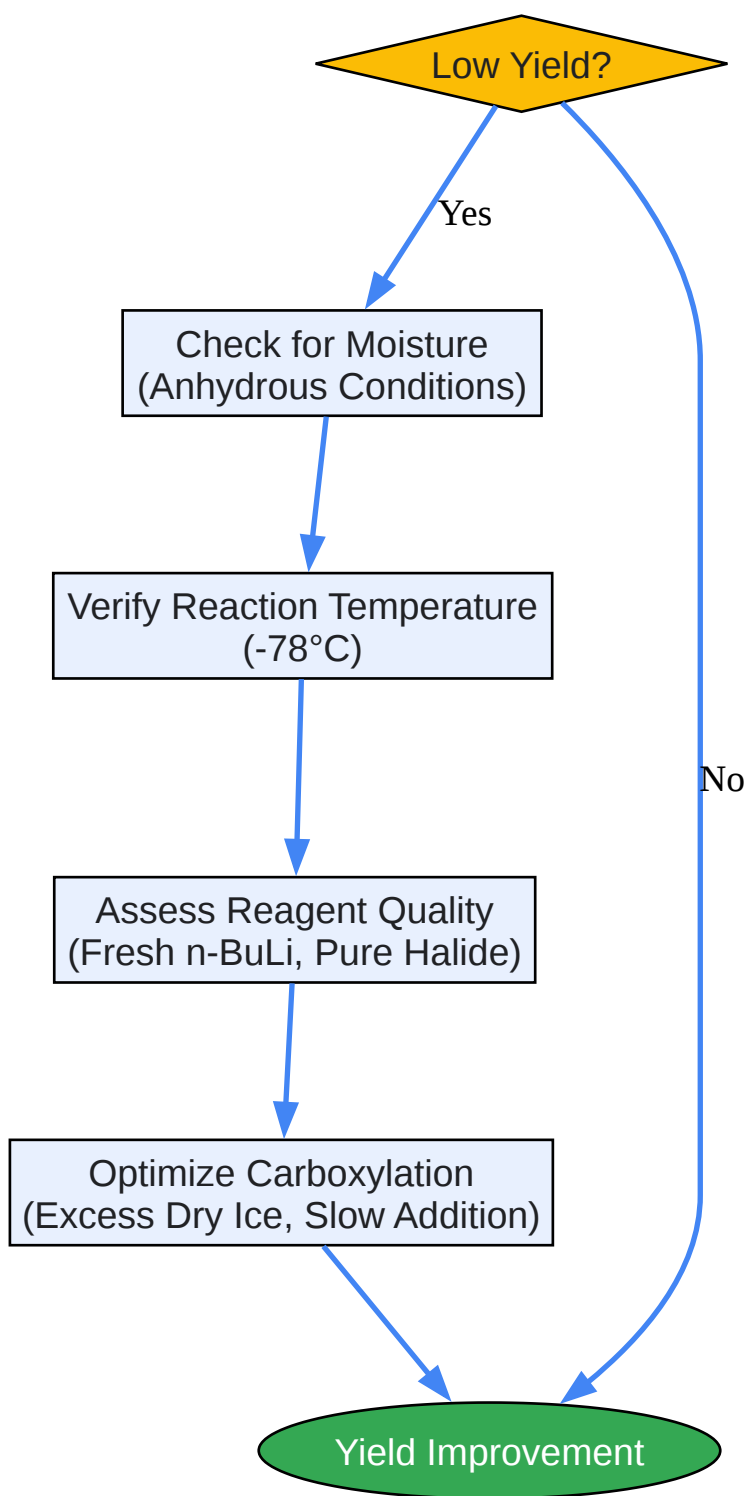 Low Yield?
Yes
Check for Moisture
(Anhydrous Conditions)
Verify Reaction Temperature
(-78°C)
No
Assess Reagent Quality
(Fresh n-BuLi, Pure Halide)
Optimize Carboxylation
(Excess Dry Ice, Slow Addition)
Yield Improvement